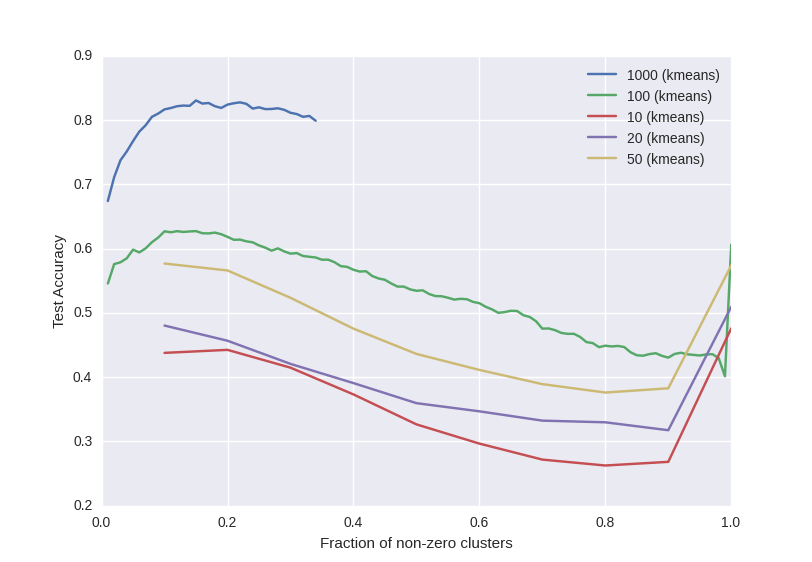 0.9
0.8
0.7
0.6
0.5
0.4
0.3
0.2
Test Accuracy
1000 (kmeans)
100 (kmeans)
10 (kmeans)
20 (kmeans)
50 (kmeans)
0.0 0.2 0.4 0.6 0.8 1.0
Fraction of non-zero clusters